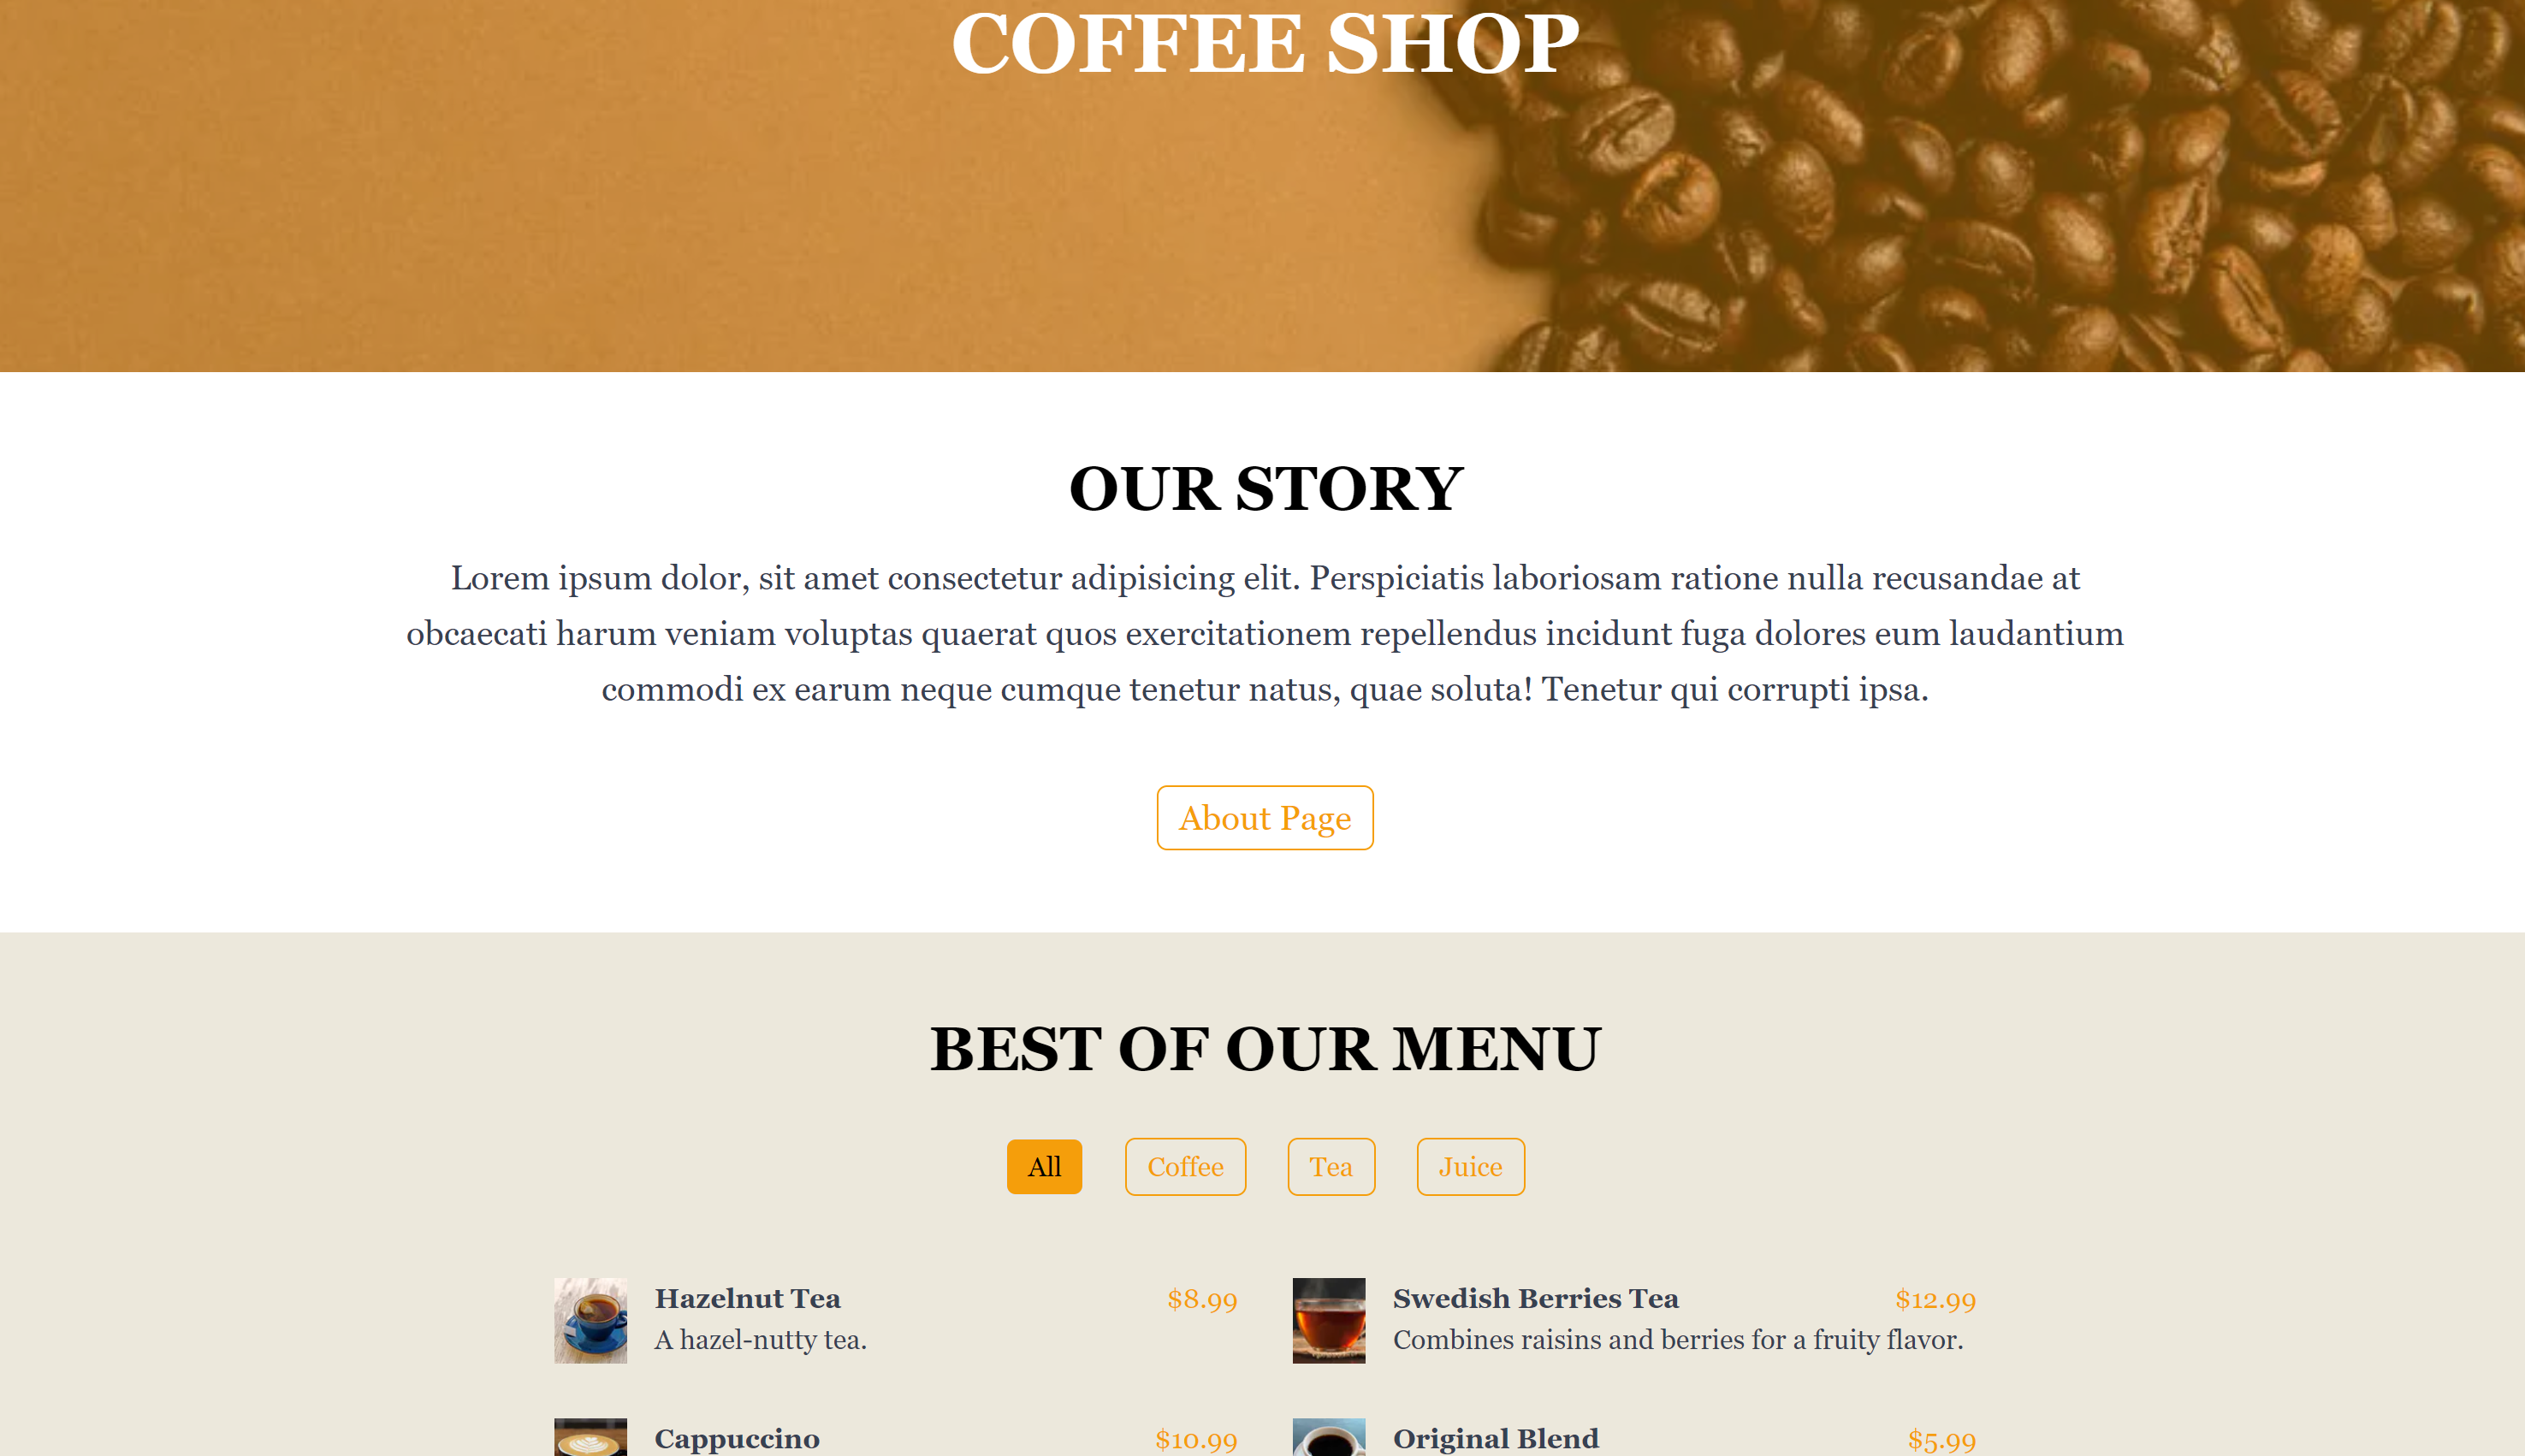 COFFEE SHOP
OUR STORY
Lorem ipsum dolor, sit amet consectetur adipisicing elit. Perspiciatis laboriosam ratione nulla recusandae at
obcaecati harum veniam voluptas quaerat quos exercitationem repellendus incidunt fuga dolores eum laudantium
commodi ex earum neque cumque tenetur natus, quae soluta! Tenetur qui corrupti ipsa.
About Page
BEST OF OUR MENU
All Coffee Tea Juice
Hazelnut Tea $8.99
A hazel-nutty tea.
Swedish Berries Tea $12.99
Combines raisins and berries for a fruity flavor.
Cappuccino $10.99
Original Blend $5.99